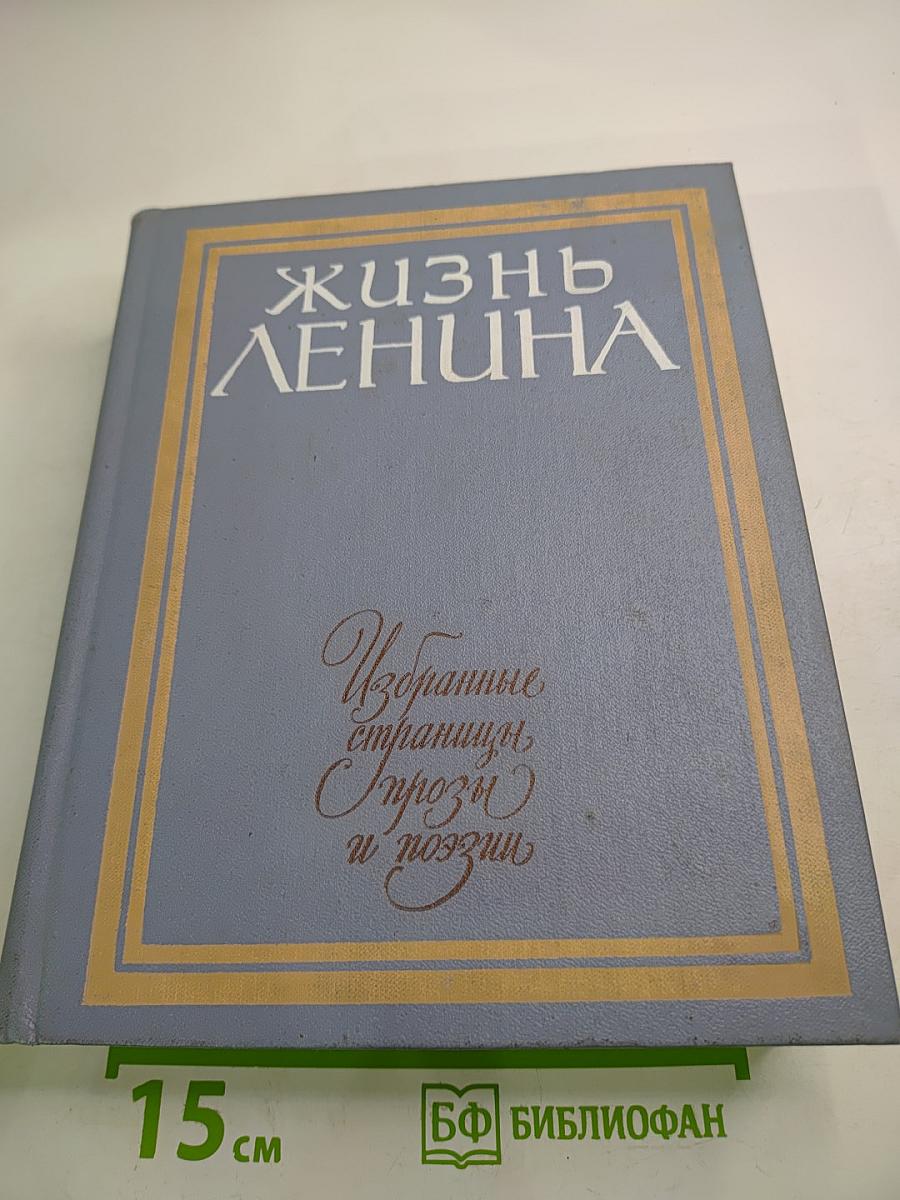 жизнь
ЛЕНИНА
Избранные
страницы
прозы
и поэзии
15 см
БФ БИБЛИОФАН